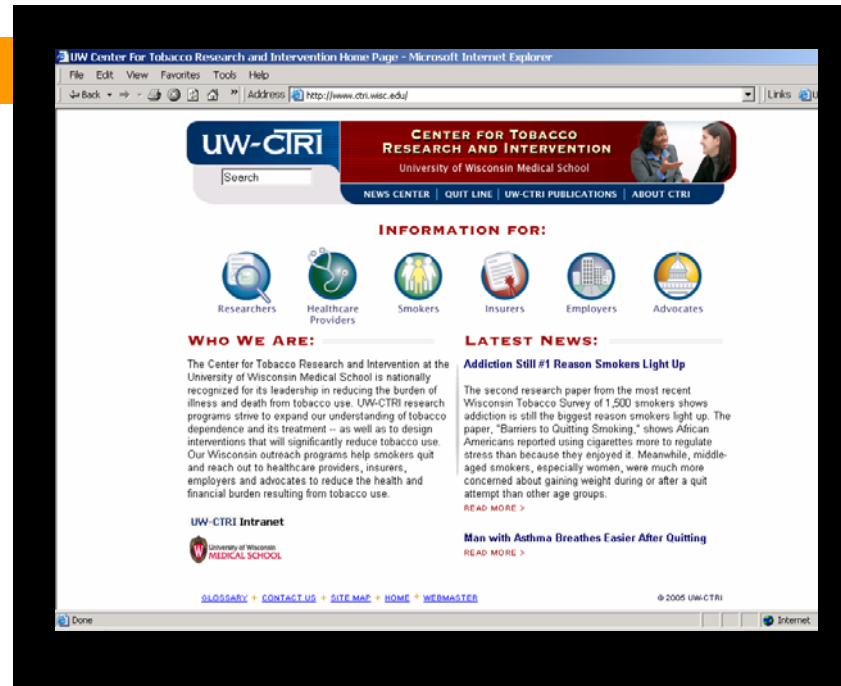 UW Center For Tobacco Research and Intervention Home Page - Microsoft Internet Explorer
File Edit View Favorites Tools Help
Back » Address http://www.ctri.wisc.edu/ Links
UW-CTRI
CENTER FOR TOBACCO
RESEARCH AND INTERVENTION
University of Wisconsin Medical School
Search
NEWS CENTER | QUIT LINE | UW-CTRI PUBLICATIONS | ABOUT CTRI
INFORMATION FOR:
Researchers
Healthcare
Providers
Smokers
Insurers
Employers
Advocates
WHO WE ARE:
The Center for Tobacco Research and Intervention at the
University of Wisconsin Medical School is nationally
recognized for its leadership in reducing the burden of
illness and death from tobacco use. UW-CTRI research
programs strive to expand our understanding of tobacco
dependence and its treatment -- as well as to design
interventions that will significantly reduce tobacco use.
Our Wisconsin outreach programs help smokers quit
and reach out to healthcare providers, insurers,
employers and advocates to reduce the health and
financial burden resulting from tobacco use.
UW-CTRI Intranet
W University of Wisconsin
MEDICAL SCHOOL
LATEST NEWS:
Addiction Still #1 Reason Smokers Light Up
The second research paper from the most recent
Wisconsin Tobacco Survey of 1,500 smokers shows
addiction is still the biggest reason smokers light up. The
paper, "Barriers to Quitting Smoking," shows African
Americans reported using cigarettes more to regulate
stress than because they enjoyed it. Meanwhile, middle-
aged smokers, especially women, were much more
concerned about gaining weight during or after a quit
attempt than other age groups.
READ MORE >
Man with Asthma Breathes Easier After Quitting
READ MORE >
GLOSSARY + CONTACT US + SITE MAP + HOME + WEBMASTER
© 2005 UW-CTRI
Done
Internet